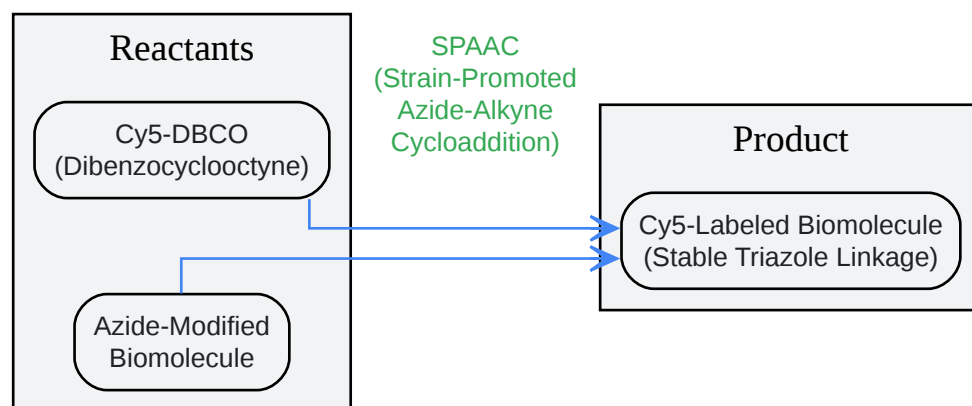 Reactants
Cy5-DBCO
(Dibenzocyclooctyne)
Azide-Modified
Biomolecule
SPAAC
(Strain-Promoted
Azide-Alkyne
Cycloaddition)
Product
Cy5-Labeled Biomolecule
(Stable Triazole Linkage)